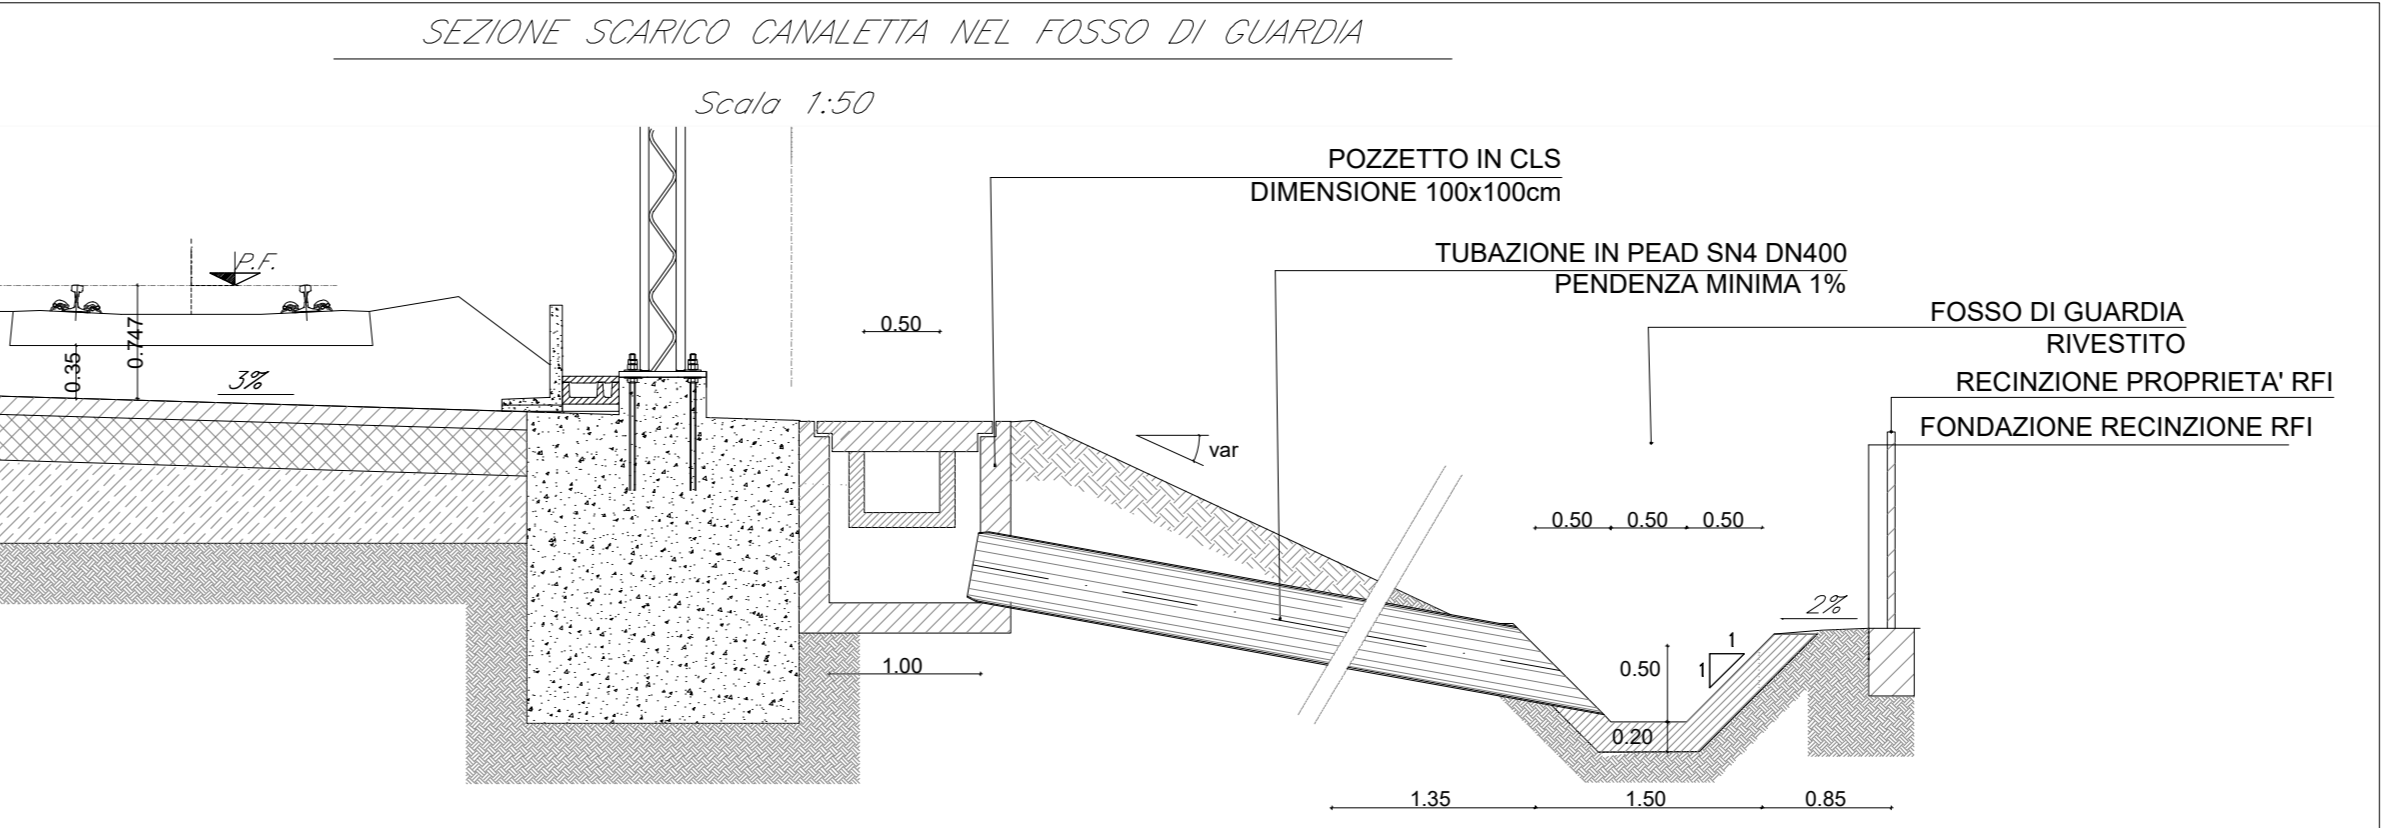 SEZIONE SCARICO CANALETTA NEL FOSSO DI GUARDIA
Scala 1:50
POZZETTO IN CLS
DIMENSIONE 100x100cm
TUBAZIONE IN PEAD SN4 DN400
PENDENZA MINIMA 1%
FOSSO DI GUARDIA
RIVESTITO
RECINZIONE PROPRIETA' RFI
FONDAZIONE RECINZIONE RFI
P.F.
0.35
0.747
3%
0.50
var
0.50 0.50 0.50
2%
1
1
0.50
1.00
0.20
1.35 1.50 0.85